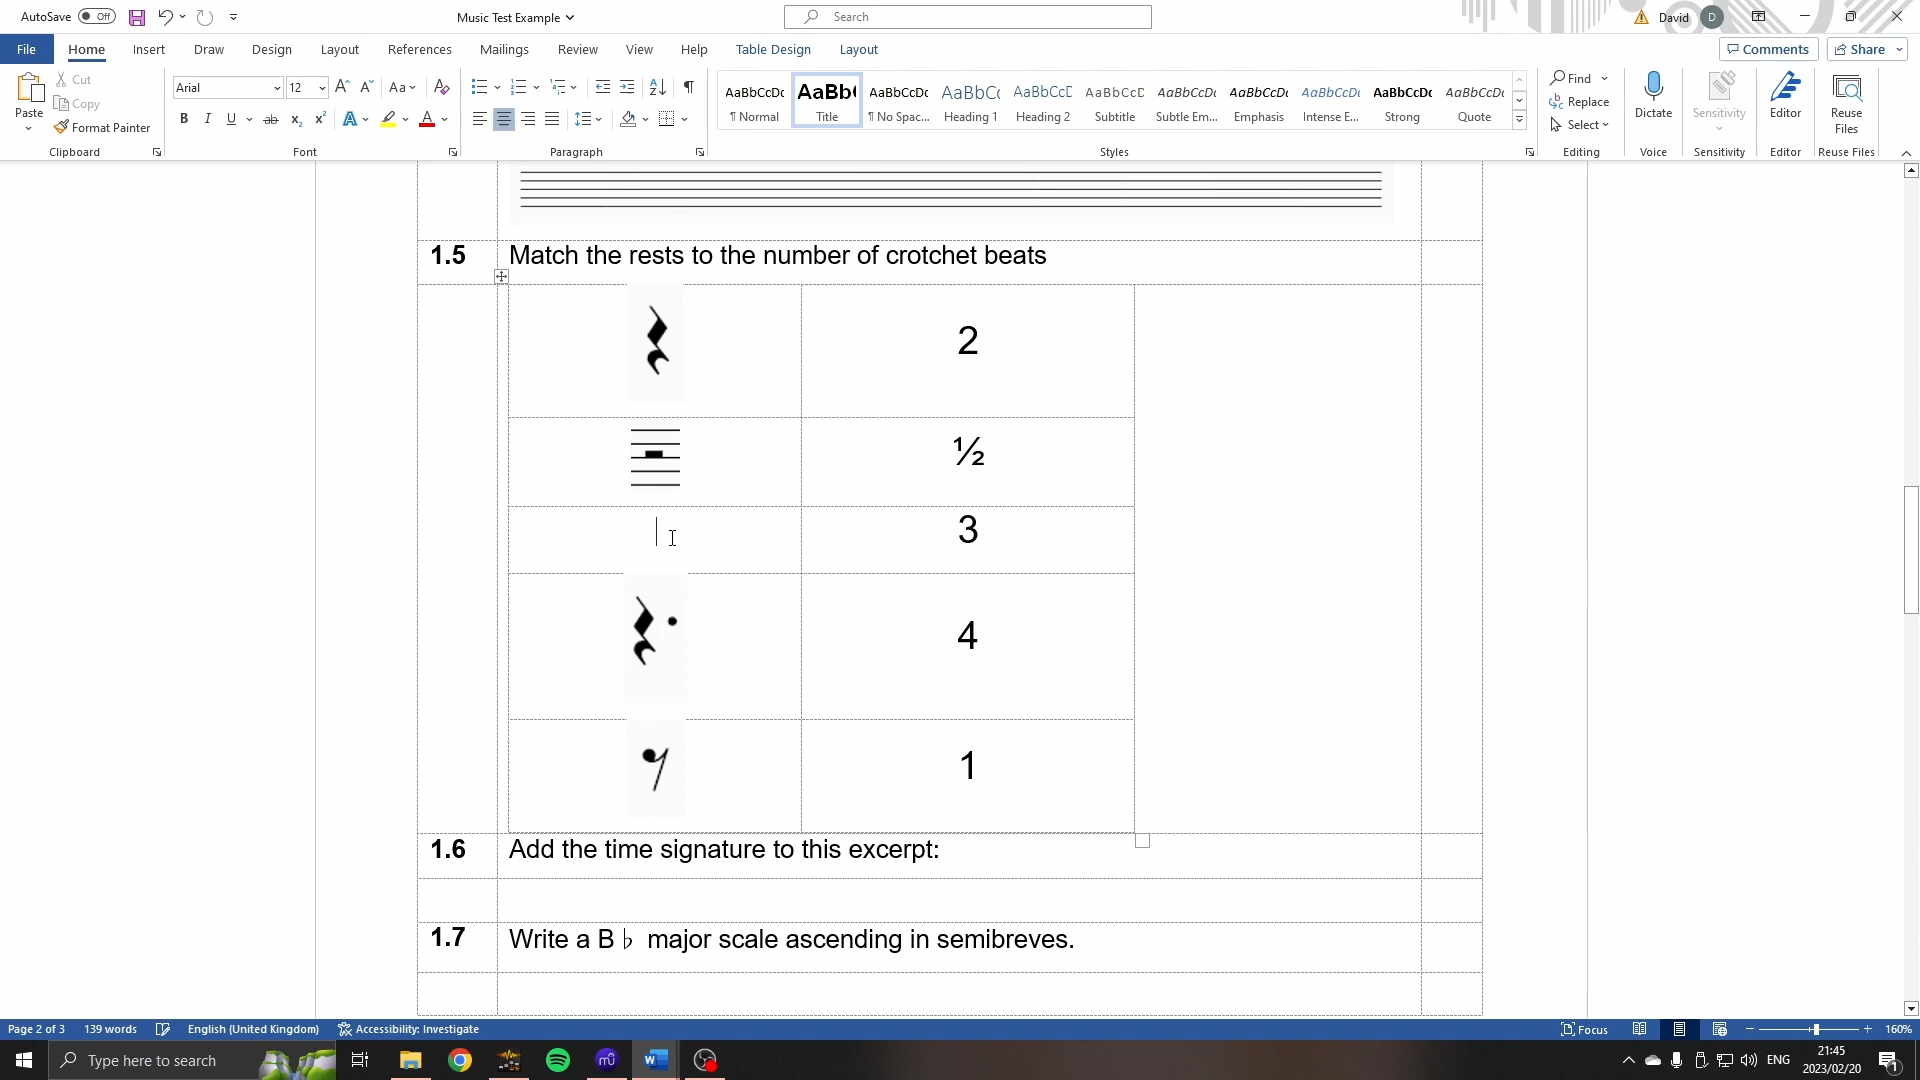 AutoSave Off Music Test Example Search David D
File Home Insert Draw Design Layout References Mailings Review View Help Table Design Layout Comments Share
Paste Cut Copy Format Painter Clipboard
Arial 12 Font
Paragraph
AaBbCcDc ¶ Normal
AaBb( Title
AaBbCcDc ¶ No Spac...
AaBbC( Heading 1
AaBbCcD Heading 2
AaBbCcD Subtitle
AaBbCcDc Subtle Em...
AaBbCcDc Emphasis
AaBbCcDc Intense E...
AaBbCcDc Strong
AaBbCcDc Quote
Styles
Find Replace Select Editing
Dictate Voice
Sensitivity Sensitivity
Editor Editor
Reuse Files Reuse Files
1.5 Match the rests to the number of crotchet beats
2
½
3
4
1
1.6 Add the time signature to this excerpt:
1.7 Write a B♭ major scale ascending in semibreves.
Page 2 of 3 139 words English (United Kingdom) Accessibility: Investigate Focus 160%
Type here to search ENG 21:45 2023/02/20 1